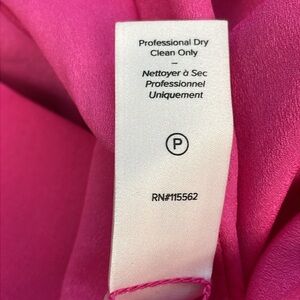 Professional Dry
Clean Only
–
Nettoyer à Sec
Professionnel
Uniquement
P
RN#115562